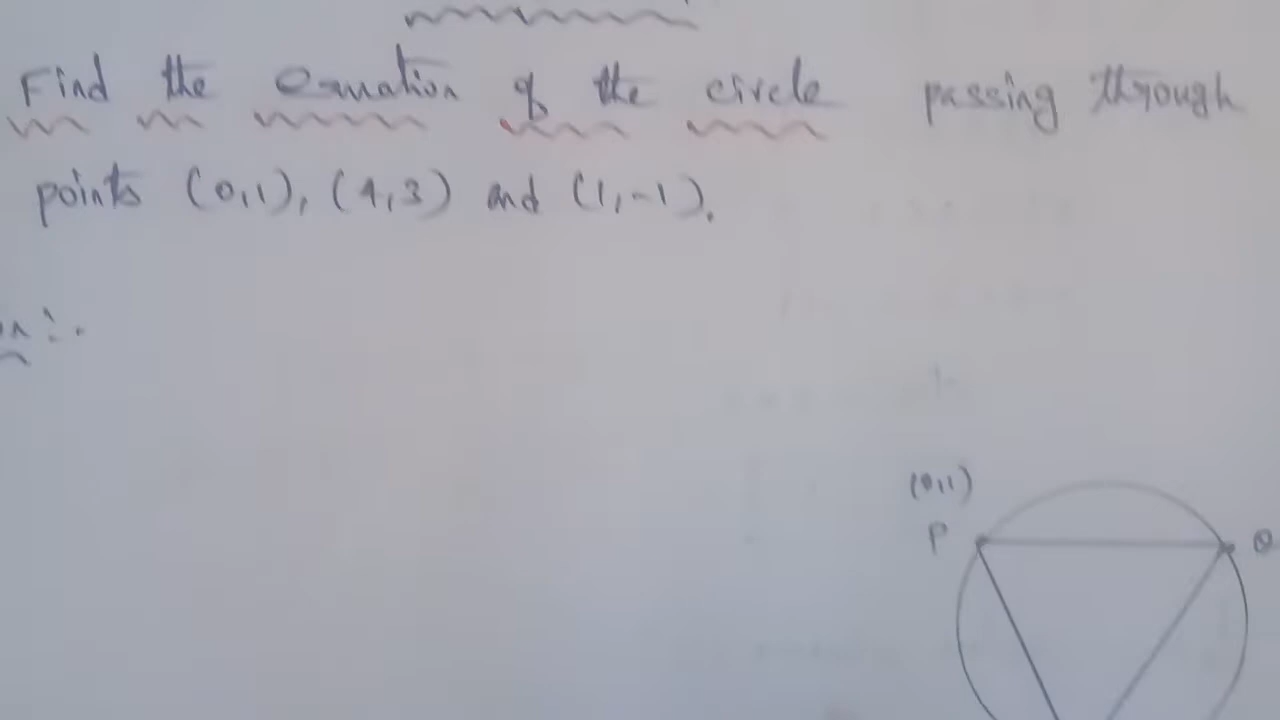 Find the equation of the circle passing through
points (0,1), (4,3) and (1,-1).
n :.
(0,1)
P Q